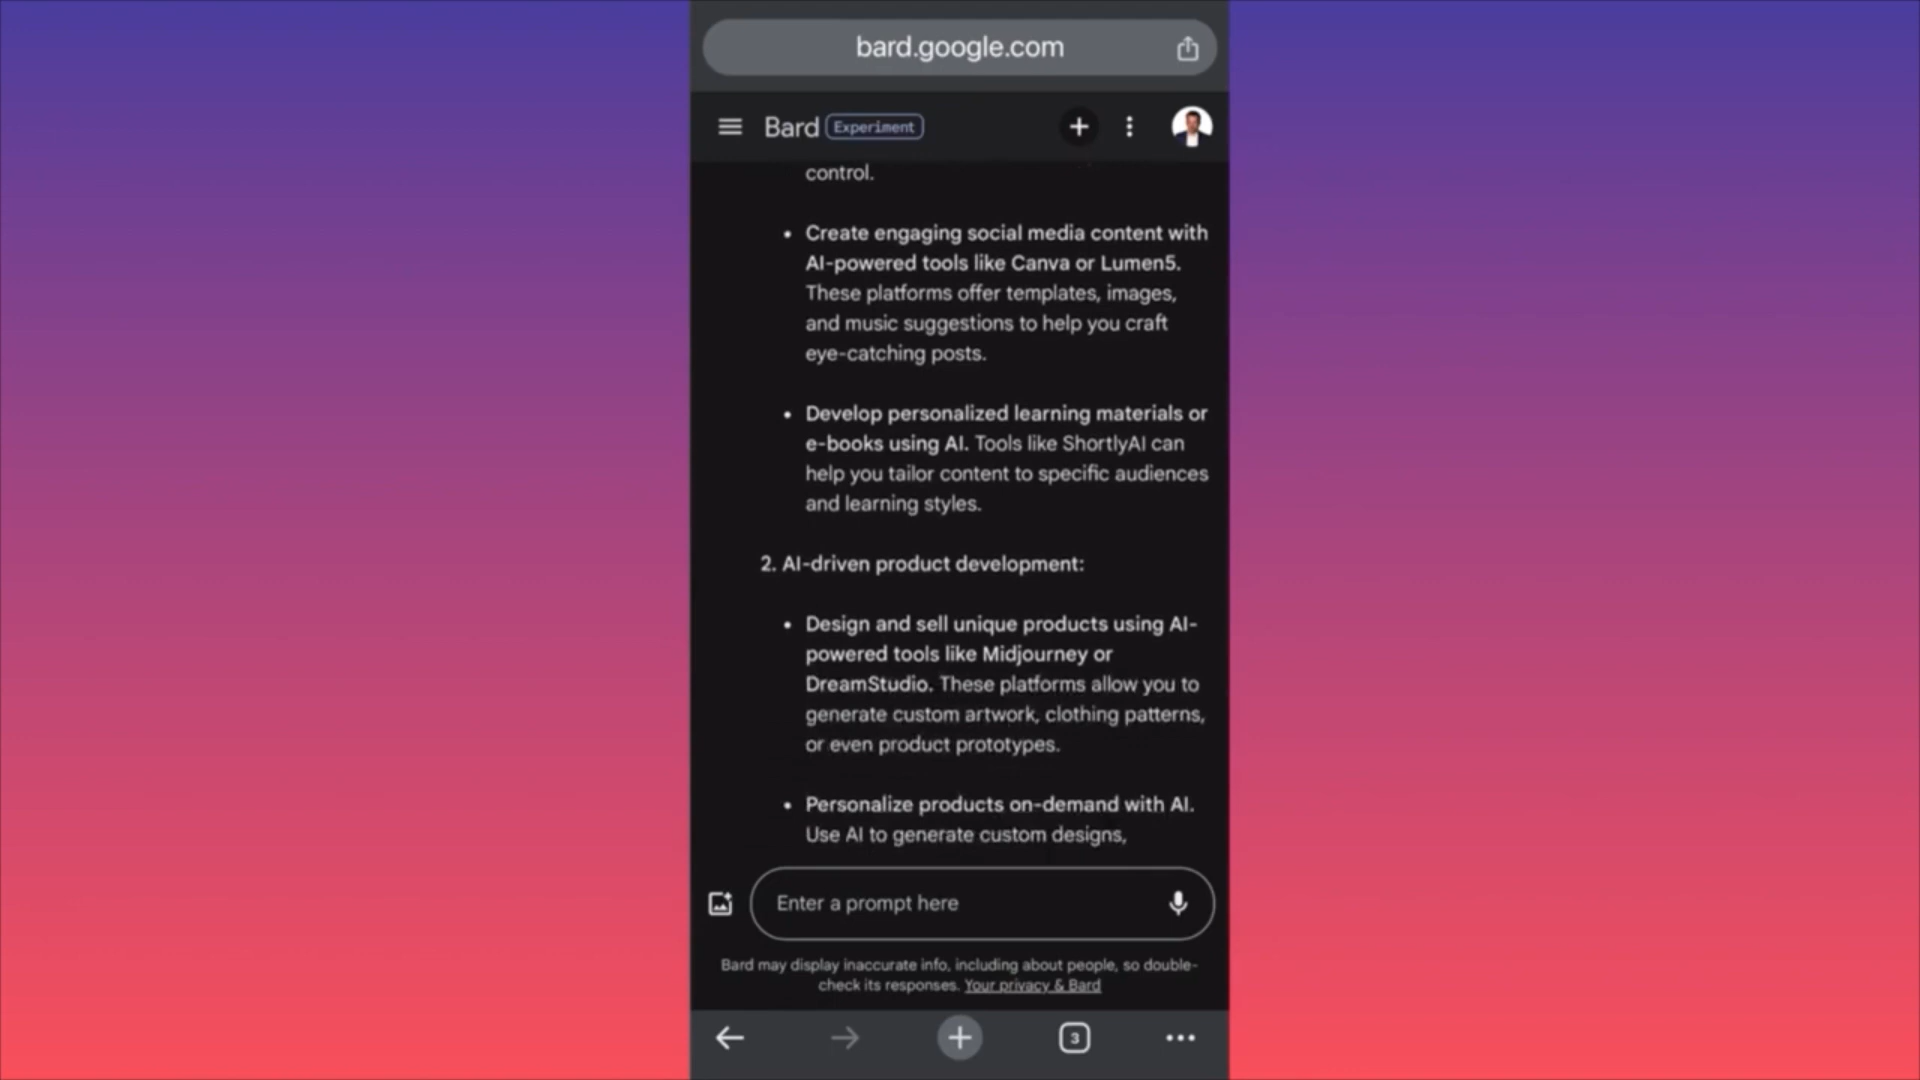 bard.google.com
Bard Experiment
control.
• Create engaging social media content with
AI-powered tools like Canva or Lumen5.
These platforms offer templates, images,
and music suggestions to help you craft
eye-catching posts.
• Develop personalized learning materials or
e-books using AI. Tools like ShortlyAI can
help you tailor content to specific audiences
and learning styles.
2. AI-driven product development:
• Design and sell unique products using AI-
powered tools like Midjourney or
DreamStudio. These platforms allow you to
generate custom artwork, clothing patterns,
or even product prototypes.
• Personalize products on-demand with AI.
Use AI to generate custom designs,
Enter a prompt here
Bard may display inaccurate info, including about people, so double-
check its responses. Your privacy & Bard
3